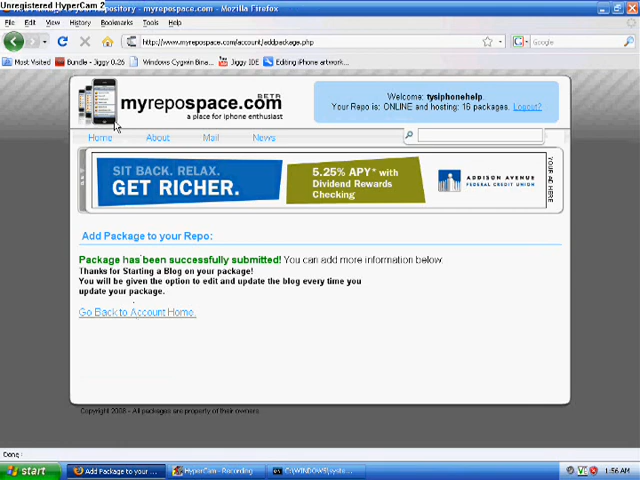 Unregistered HyperCam 2
pository - myrepospace.com - Mozilla Firefox
File Edit View History Bookmarks Tools Help
http://www.myrepospace.com/account/addpackage.php
Google
Most Visited Bundle - Jiggy 0.26 Windows Cygwin Bina... Jiggy IDE Editing iPhone artwork...
BETA
myrepospace.com
a place for iphone enthusiast
Welcome: tysiphonehelp.
Your Repo is: ONLINE and hosting: 16 packages. Logout?
Home About Mail News
SIT BACK. RELAX.
GET RICHER.
5.25% APY* with
Dividend Rewards
Checking
ADDISON AVENUE
FEDERAL CREDIT UNION
YOUR AD HERE
Add Package to your Repo:
Package has been successfully submitted! You can add more information below.
Thanks for Starting a Blog on your package!
You will be given the option to edit and update the blog every time you
update your package.
Go Back to Account Home.
Copyright 2008 - All packages are property of their owners
Done
start Add Package to your ... HyperCam - Recording C:\WINDOWS\syste... 1:56 AM